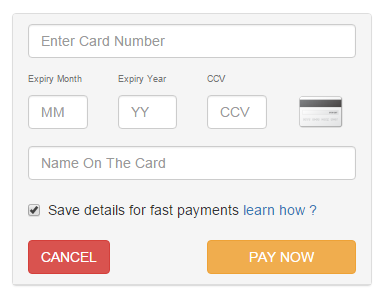 Enter Card Number
Expiry Month Expiry Year CCV
MM YY CCV
Name On The Card
Save details for fast payments learn how ?
CANCEL PAY NOW